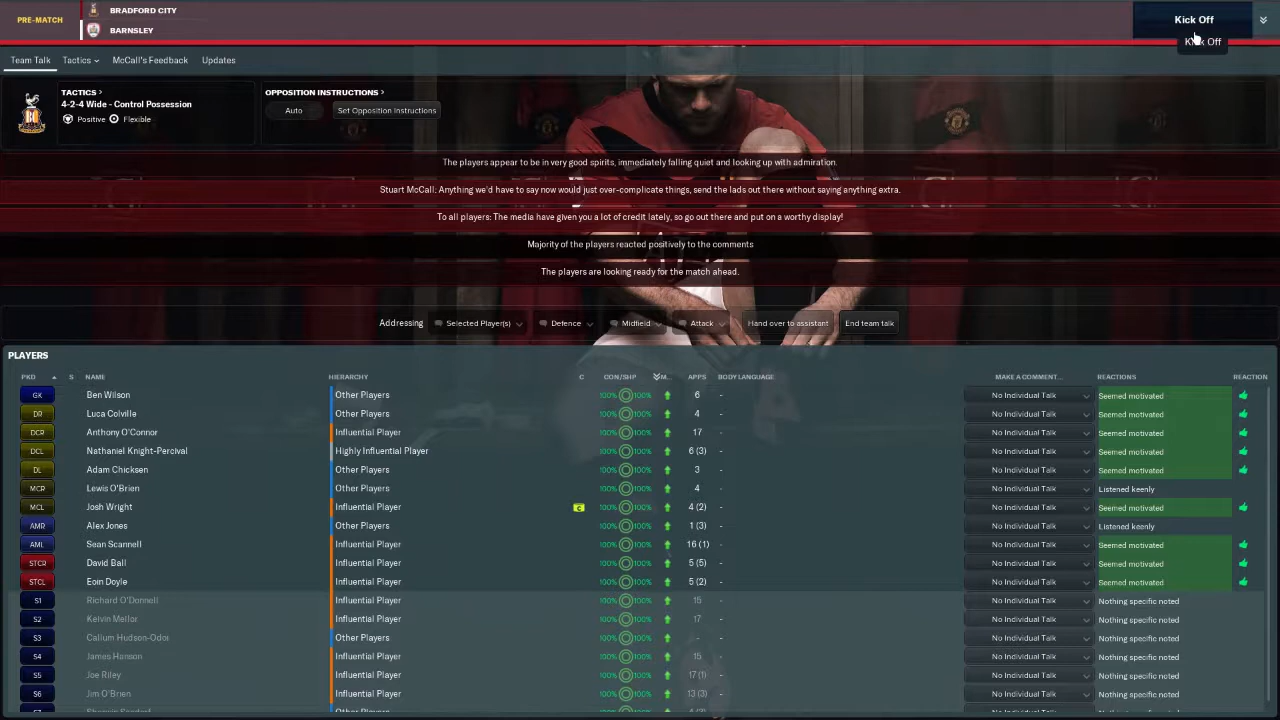 PRE-MATCH
BRADFORD CITY
BARNSLEY
Kick Off
Kick Off
Team Talk Tactics McCall's Feedback Updates
TACTICS >
4-2-4 Wide - Control Possession
Positive Flexible
OPPOSITION INSTRUCTIONS >
Auto Set Opposition Instructions
The players appear to be in very good spirits, immediately falling quiet and looking up with admiration.
Stuart McCall: Anything we'd have to say now would just over-complicate things, send the lads out there without saying anything extra.
To all players: The media have given you a lot of credit lately, so go out there and put on a worthy display!
Majority of the players reacted positively to the comments
The players are looking ready for the match ahead.
Addressing Selected Player(s) Defence Midfield Attack Hand over to assistant End team talk
PLAYERS
PKD S NAME HIERARCHY C CON/SHP M... APPS BODY LANGUAGE MAKE A COMMENT... REACTIONS REACTION
GK Ben Wilson Other Players 100% 100% 6 - No Individual Talk Seemed motivated
DR Luca Colville Other Players 100% 100% 4 - No Individual Talk Seemed motivated
DCR Anthony O'Connor Influential Player 100% 100% 17 - No Individual Talk Seemed motivated
DCL Nathaniel Knight-Percival Highly Influential Player 100% 100% 6 (3) - No Individual Talk Seemed motivated
DL Adam Chicksen Other Players 100% 100% 3 - No Individual Talk Seemed motivated
MCR Lewis O'Brien Other Players 100% 100% 4 - No Individual Talk Listened keenly
MCL Josh Wright Influential Player C 100% 100% 4 (2) - No Individual Talk Seemed motivated
AMR Alex Jones Other Players 100% 100% 1 (3) - No Individual Talk Listened keenly
AML Sean Scannell Influential Player 100% 100% 16 (1) - No Individual Talk Seemed motivated
STCR David Ball Influential Player 100% 100% 5 (5) - No Individual Talk Seemed motivated
STCL Eoin Doyle Influential Player 100% 100% 5 (2) - No Individual Talk Seemed motivated
S1 Richard O'Donnell Influential Player 100% 100% 15 - No Individual Talk Nothing specific noted
S2 Kelvin Mellor Influential Player 100% 100% 17 - No Individual Talk Nothing specific noted
S3 Callum Hudson-Odoi Other Players 100% 100% - - No Individual Talk Nothing specific noted
S4 James Hanson Influential Player 100% 100% 15 - No Individual Talk Nothing specific noted
S5 Joe Riley Influential Player 100% 100% 17 (1) - No Individual Talk Nothing specific noted
S6 Jim O'Brien Influential Player 100% 100% 13 (3) - No Individual Talk Nothing specific noted